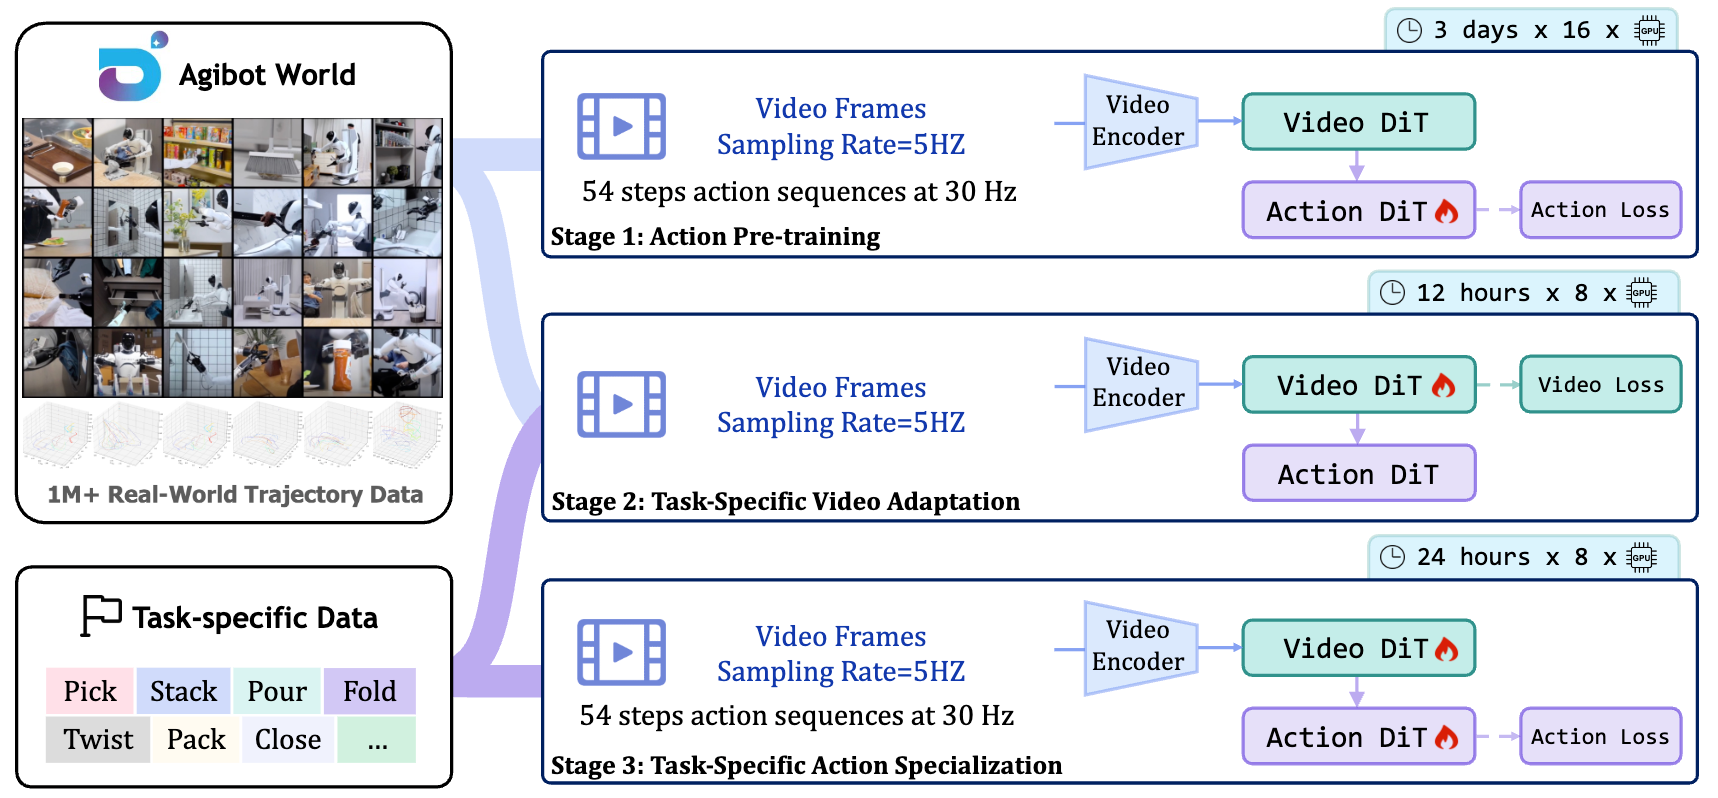 Agibot World
1M+ Real-World Trajectory Data
Task-specific Data
Pick Stack Pour Fold
Twist Pack Close ...
3 days x 16 x GPU
Video Frames
Sampling Rate=5HZ
54 steps action sequences at 30 Hz
Stage 1: Action Pre-training
Video
Encoder
Video DiT
Action DiT
Action Loss
12 hours x 8 x GPU
Video Frames
Sampling Rate=5HZ
Stage 2: Task-Specific Video Adaptation
Video
Encoder
Video DiT
Video Loss
Action DiT
24 hours x 8 x GPU
Video Frames
Sampling Rate=5HZ
54 steps action sequences at 30 Hz
Stage 3: Task-Specific Action Specialization
Video
Encoder
Video DiT
Action DiT
Action Loss